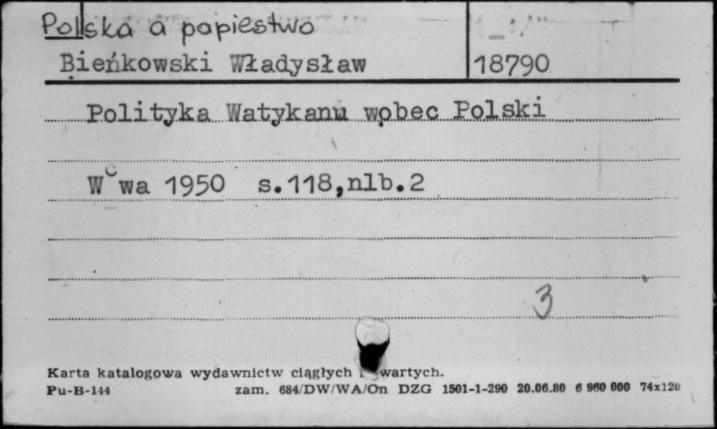 Polska a papiestwo
Bieńkowski Władysław 18790
Polityka Watykanu wobec Polski
W‘wa 1950 s.118,nlb.2
3
Karta katalogowa wydawnictw ciągłych i zwartych.
Pu-B-144 zam. 684/DW/WA/On DZG 1501-1-290 20.06.80 6 960 000 74x120